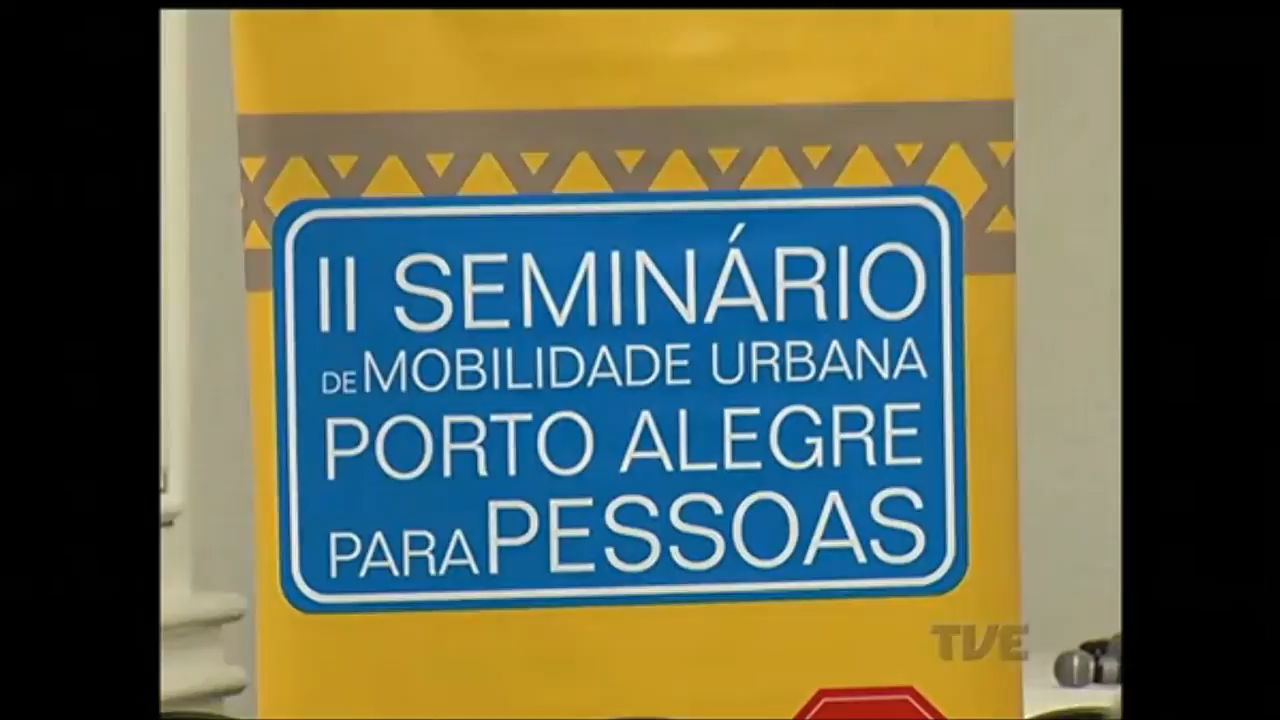 II SEMINÁRIO
DE MOBILIDADE URBANA
PORTO ALEGRE
PARA PESSOAS
TVE